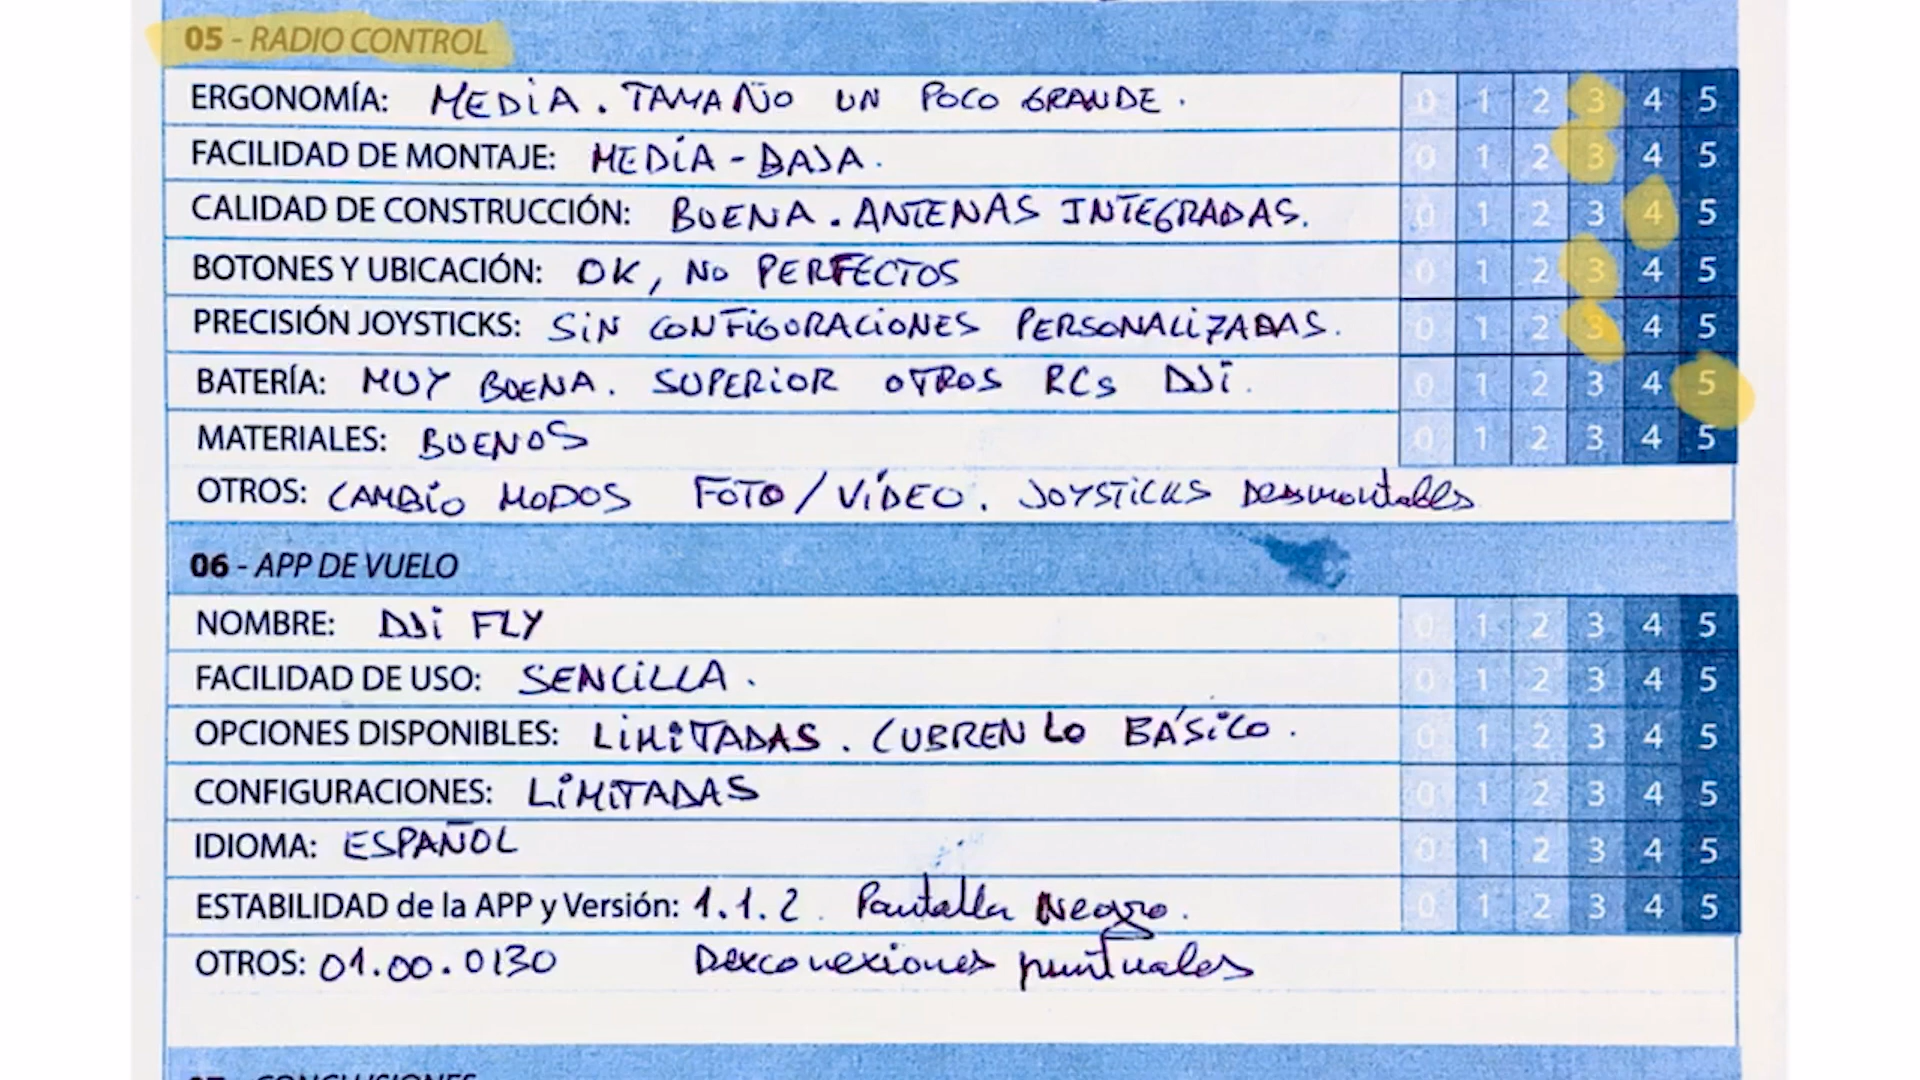 05 - RADIO CONTROL
ERGONOMÍA: MEDIA. TAMAÑO UN POCO GRANDE. 0 1 2 3 4 5
FACILIDAD DE MONTAJE: MEDIA - BAJA. 0 1 2 3 4 5
CALIDAD DE CONSTRUCCIÓN: BUENA. ANTENAS INTEGRADAS. 0 1 2 3 4 5
BOTONES Y UBICACIÓN: OK, NO PERFECTOS 0 1 2 3 4 5
PRECISIÓN JOYSTICKS: SIN CONFIGURACIONES PERSONALIZADAS. 0 1 2 3 4 5
BATERÍA: MUY BUENA. SUPERIOR OTROS RCs DJI. 0 1 2 3 4 5
MATERIALES: BUENOS 0 1 2 3 4 5
OTROS: CAMBIO MODOS FOTO / VÍDEO. JOYSTICKS Desmontables
06 - APP DE VUELO
NOMBRE: DJI FLY 0 1 2 3 4 5
FACILIDAD DE USO: SENCILLA. 0 1 2 3 4 5
OPCIONES DISPONIBLES: LIMITADAS. CUBREN LO BÁSICO. 0 1 2 3 4 5
CONFIGURACIONES: LIMITADAS 0 1 2 3 4 5
IDIOMA: ESPAÑOL 0 1 2 3 4 5
ESTABILIDAD de la APP y Versión: 1.1.2. Pantalla Negro. 0 1 2 3 4 5
OTROS: 01.00.0130 Desconexiones puntuales
07 - CONCLUSIONES